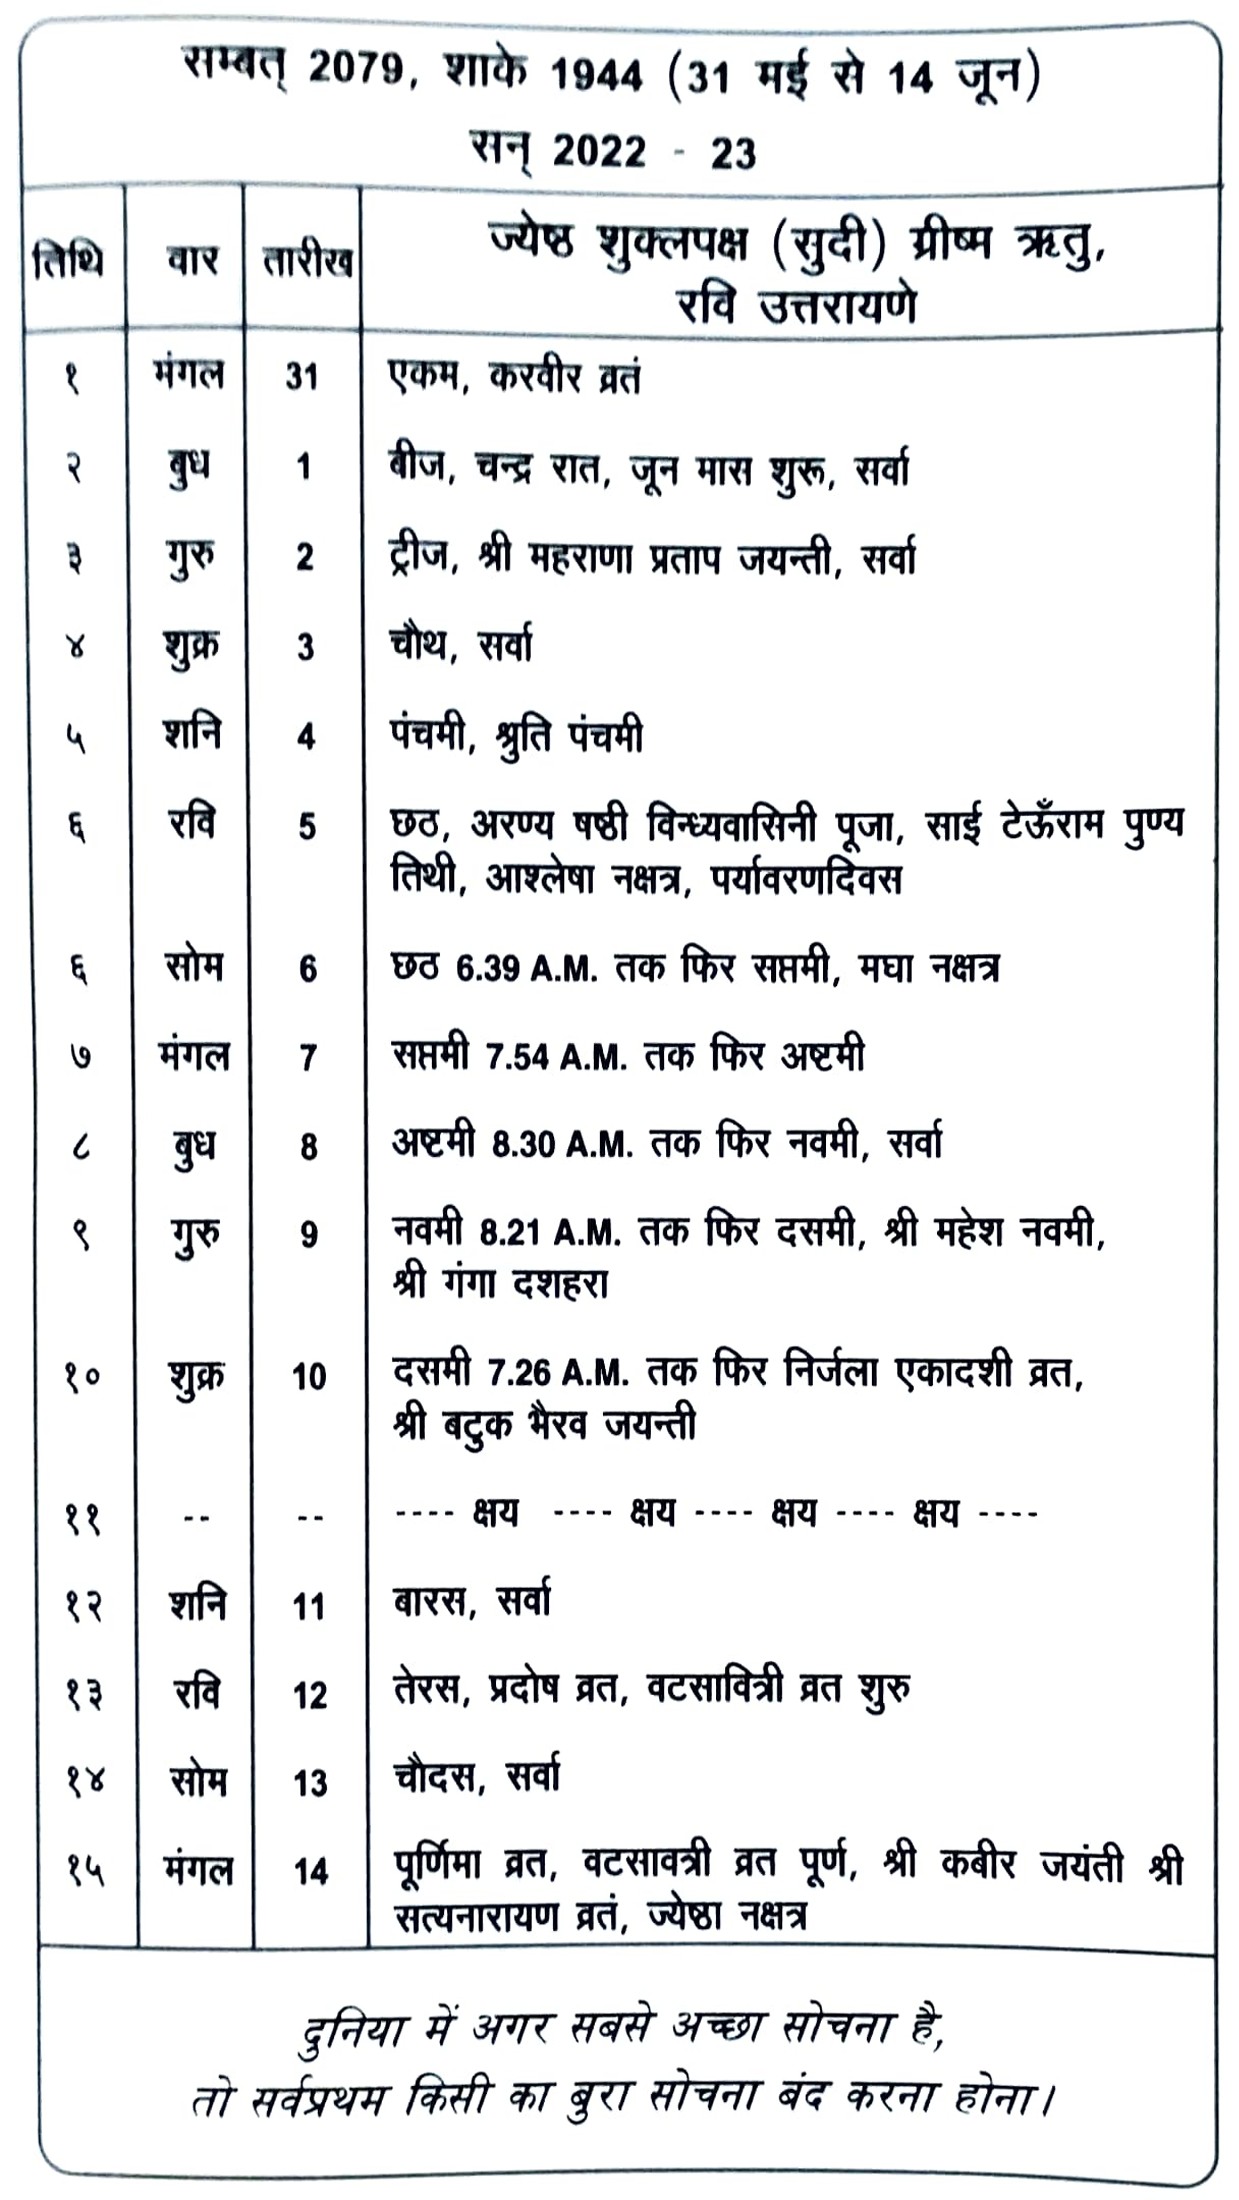 सम्बत् 2079, शाके 1944 (31 मई से 14 जून)
सन् 2022 - 23
तिथि वार तारीख ज्येष्ठ शुक्लपक्ष (सुदी) ग्रीष्म ऋतु,
रवि उत्तरायणे
१ मंगल 31 एकम, करवीर व्रतं
२ बुध 1 बीज, चन्द्र रात, जून मास शुरू, सर्वा
३ गुरु 2 ट्रीज, श्री महराणा प्रताप जयन्ती, सर्वा
४ शुक्र 3 चौथ, सर्वा
५ शनि 4 पंचमी, श्रुति पंचमी
६ रवि 5 छठ, अरण्य षष्ठी विन्ध्यवासिनी पूजा, साई टेऊँराम पुण्य
तिथी, आश्लेषा नक्षत्र, पर्यावरणदिवस
६ सोम 6 छठ 6.39 A.M. तक फिर सप्तमी, मघा नक्षत्र
७ मंगल 7 सप्तमी 7.54 A.M. तक फिर अष्टमी
८ बुध 8 अष्टमी 8.30 A.M. तक फिर नवमी, सर्वा
९ गुरु 9 नवमी 8.21 A.M. तक फिर दसमी, श्री महेश नवमी,
श्री गंगा दशहरा
१० शुक्र 10 दसमी 7.26 A.M. तक फिर निर्जला एकादशी व्रत,
श्री बटुक भैरव जयन्ती
११ -- -- ---- क्षय ---- क्षय ---- क्षय ---- क्षय ----
१२ शनि 11 बारस, सर्वा
१३ रवि 12 तेरस, प्रदोष व्रत, वटसावित्री व्रत शुरु
१४ सोम 13 चौदस, सर्वा
१५ मंगल 14 पूर्णिमा व्रत, वटसावत्री व्रत पूर्ण, श्री कबीर जयंती श्री
सत्यनारायण व्रतं, ज्येष्ठा नक्षत्र
दुनिया में अगर सबसे अच्छा सोचना है,
तो सर्वप्रथम किसी का बुरा सोचना बंद करना होना।